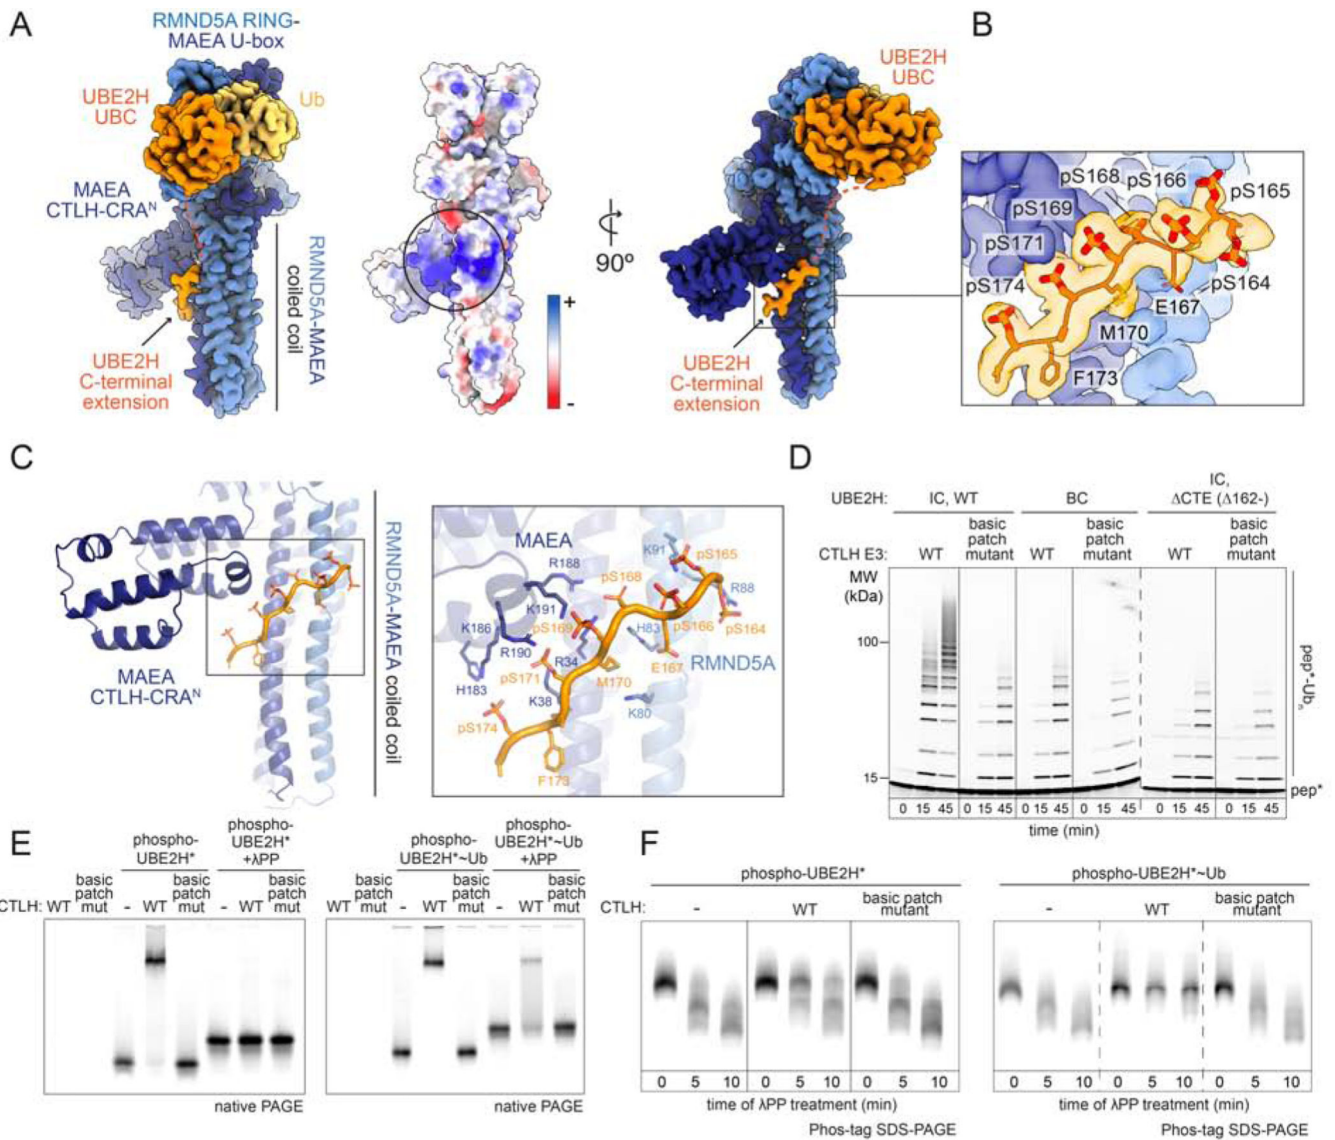 A
RMND5A RING-
MAEA U-box
UBE2H
UBC
Ub
MAEA
CTLH-CRAᴺ
RMND5A-MAEA
coiled coil
UBE2H
C-terminal
extension
+
-
90º
UBE2H
UBC
UBE2H
C-terminal
extension
B
pS168
pS166
pS165
pS169
pS171
pS174
pS164
E167
M170
F173
C
MAEA
CTLH-CRAᴺ
RMND5A-MAEA coiled coil
MAEA
R188
K191
K186
R190
H183
R34
K38
K91
R88
H83
K80
RMND5A
pS165
pS168
pS169
pS166
pS164
E167
M170
pS171
pS174
F173
D
UBE2H: IC, WT BC IC, ΔCTE (Δ162-)
CTLH E3: WT basic patch mutant WT basic patch mutant WT basic patch mutant
MW
(kDa)
100
15
pep*-Ubₙ
pep*
0 15 45 0 15 45 0 15 45 0 15 45 0 15 45 0 15 45
time (min)
E
phospho-
UBE2H*
phospho-
UBE2H*
+λPP
CTLH: WT basic patch mut - WT basic patch mut - WT basic patch mut
native PAGE
phospho-
UBE2H*~Ub
phospho-
UBE2H*~Ub
+λPP
WT basic patch mut - WT basic patch mut - WT basic patch mut
native PAGE
F
phospho-UBE2H*
CTLH: - WT basic patch mutant
0 5 10 0 5 10 0 5 10
time of λPP treatment (min)
Phos-tag SDS-PAGE
phospho-UBE2H*~Ub
- WT basic patch mutant
0 5 10 0 5 10 0 5 10
time of λPP treatment (min)
Phos-tag SDS-PAGE